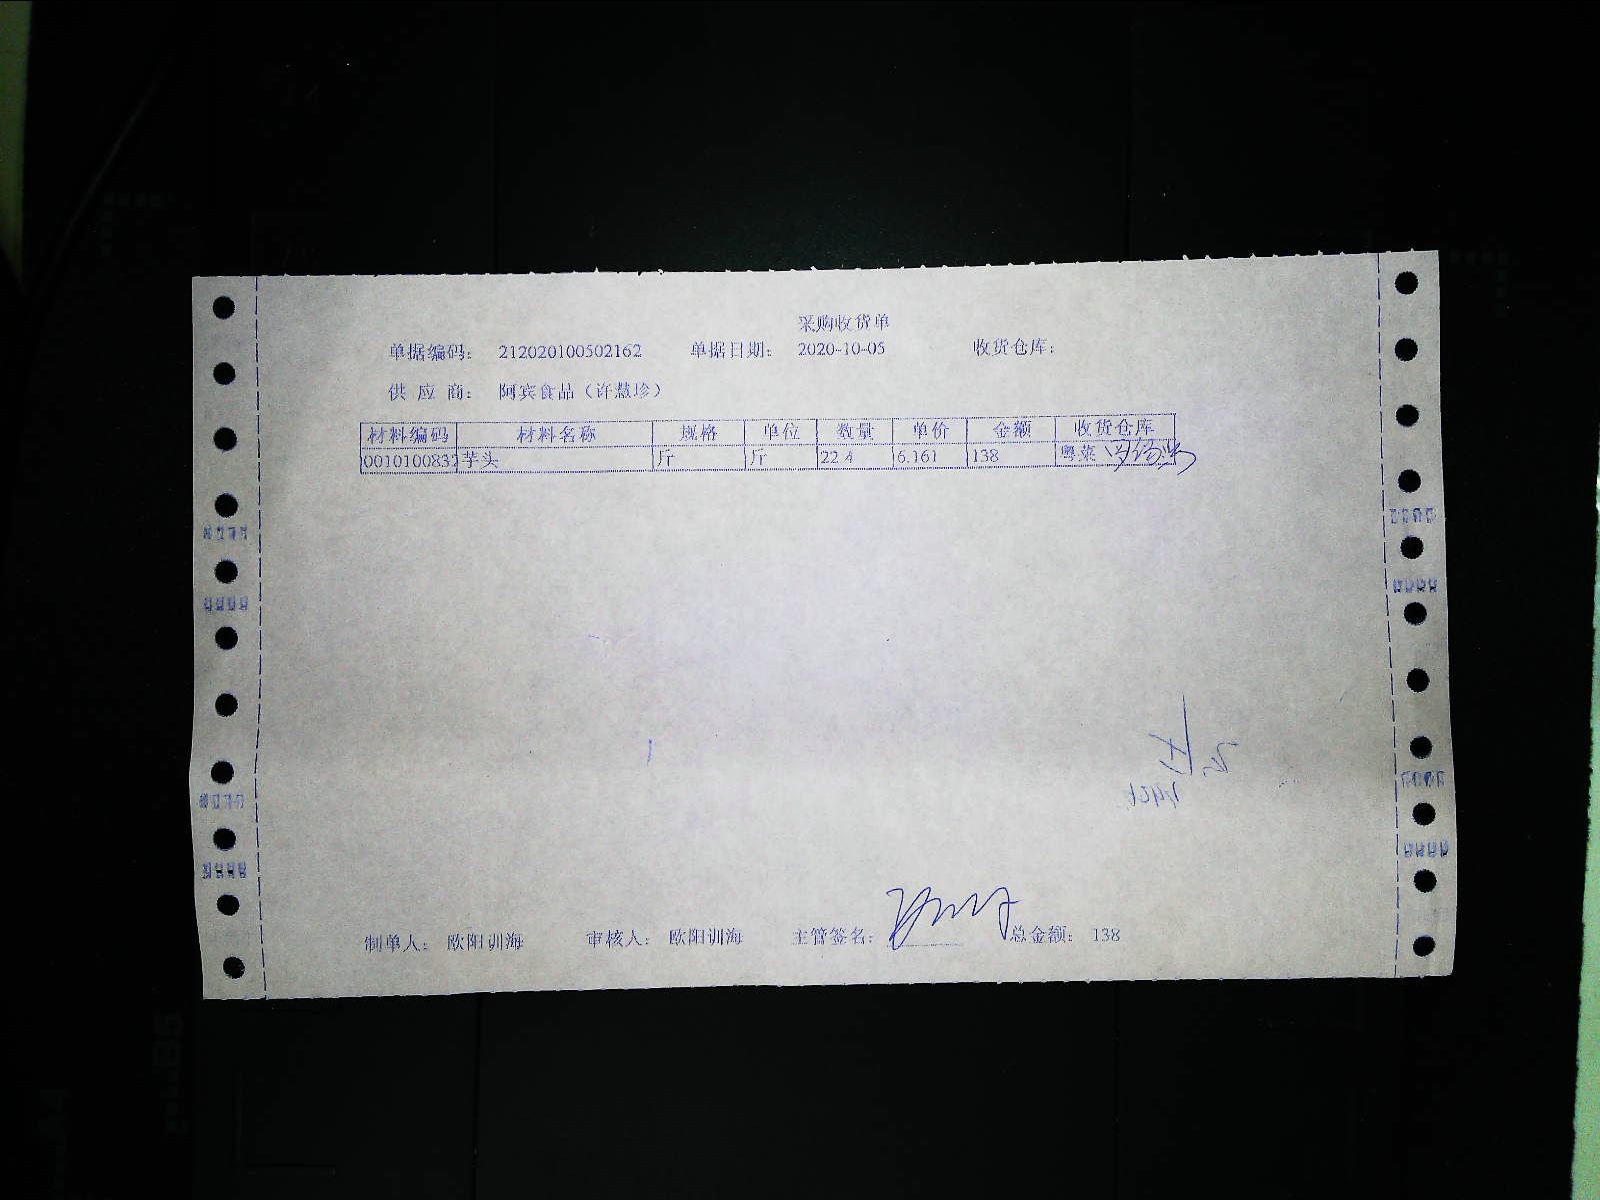 采购收货单
单据编码： 212020100502162 单据日期： 2020-10-05 收货仓库：
供 应 商： 阿宾食品（许慧珍）
材料编码 材料名称 规格 单位 数量 单价 金额 收货仓库
0010100832 芋头 斤 斤 22.4 6.161 138 粤菜
制单人： 欧阳训海 审核人： 欧阳训海 主管签名： 总金额： 138